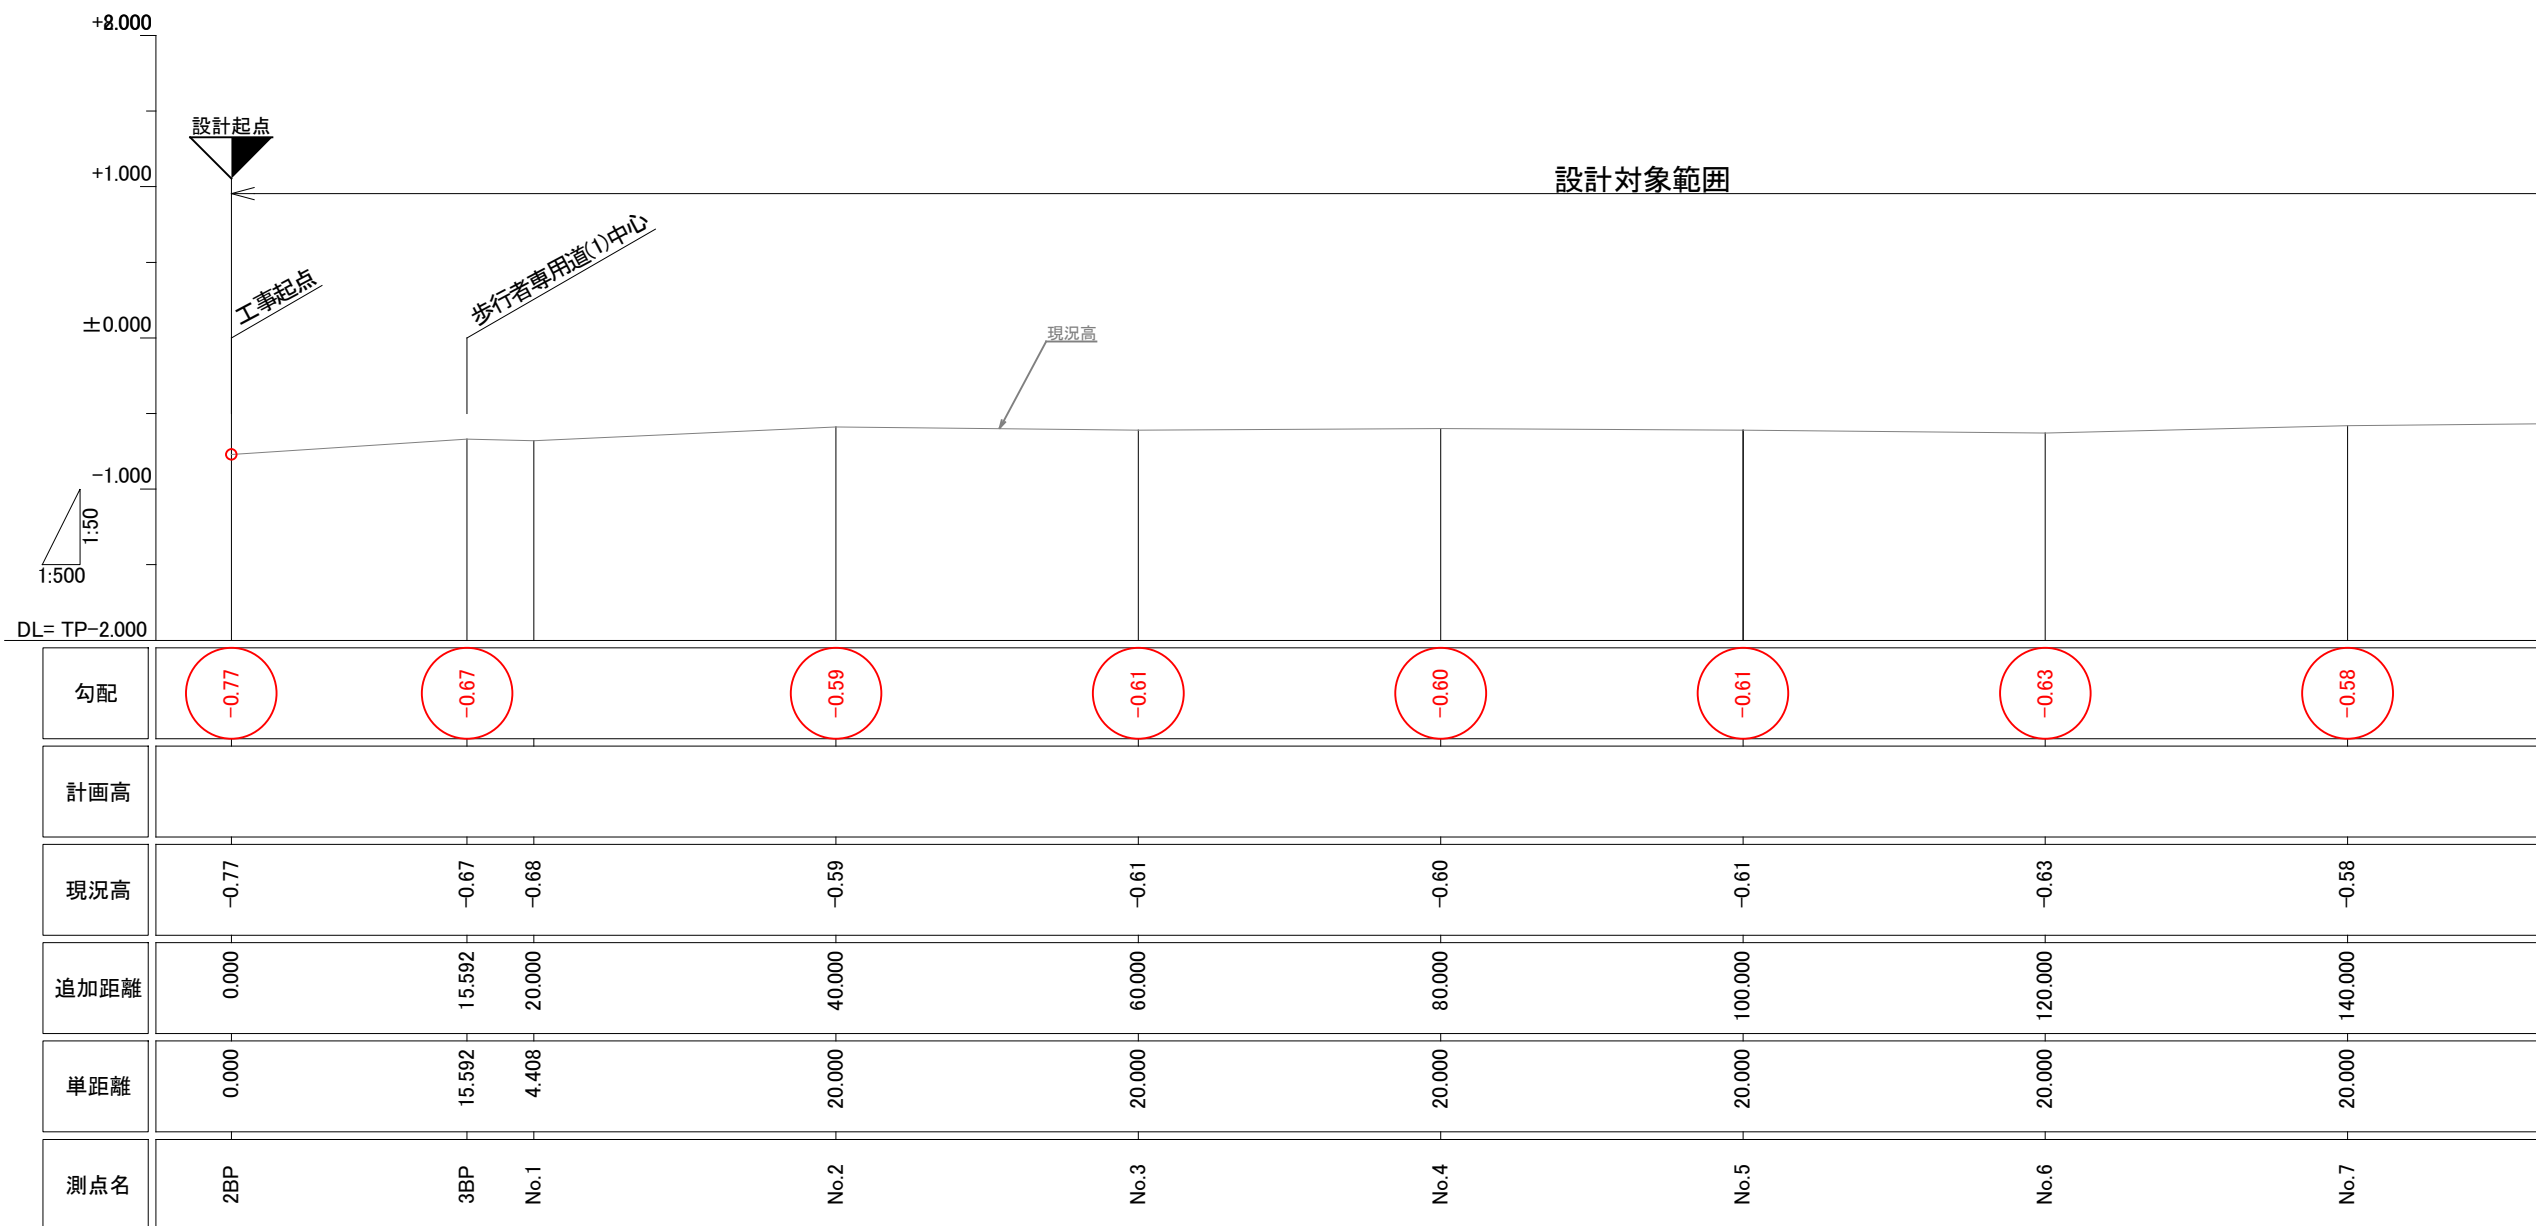 +2.000
設計起点
+1.000
設計対象範囲
歩行者専用道(1)中心
工事起点
±0.000
現況高
-1.000
1:50
1:500
DL= TP-2.000
勾配 -0.77 -0.67 -0.59 -0.61 -0.60 -0.61 -0.63 -0.58
計画高
現況高 -0.77 -0.67 -0.68 -0.59 -0.61 -0.60 -0.61 -0.63 -0.58
追加距離 0.000 15.592 20.000 40.000 60.000 80.000 100.000 120.000 140.000
単距離 0.000 15.592 4.408 20.000 20.000 20.000 20.000 20.000 20.000
測点名 2BP 3BP No.1 No.2 No.3 No.4 No.5 No.6 No.7